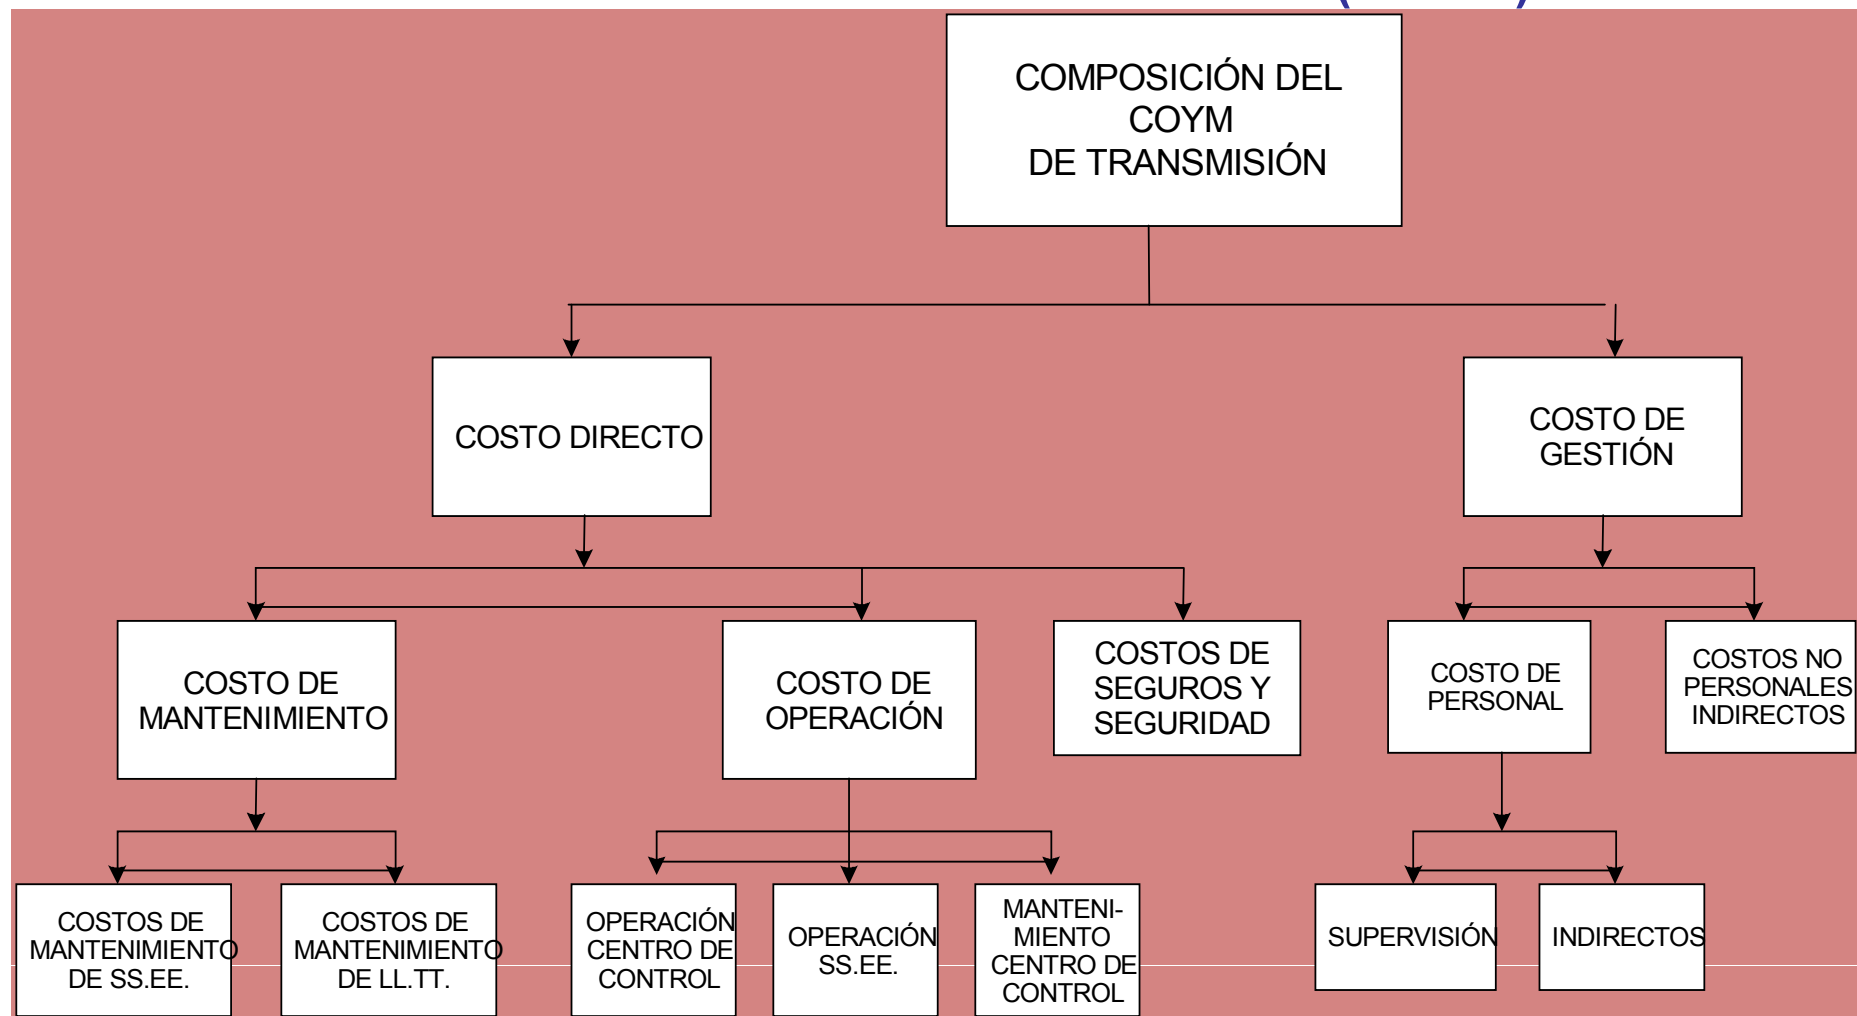 COMPOSICIÓN DEL
COYM
DE TRANSMISIÓN
COSTO DIRECTO
COSTO DE
GESTIÓN
COSTO DE
MANTENIMIENTO
COSTO DE
OPERACIÓN
COSTOS DE
SEGUROS Y
SEGURIDAD
COSTO DE
PERSONAL
COSTOS NO
PERSONALES
INDIRECTOS
COSTOS DE
MANTENIMIENTO
DE SS.EE.
COSTOS DE
MANTENIMIENTO
DE LL.TT.
OPERACIÓN
CENTRO DE
CONTROL
OPERACIÓN
SS.EE.
MANTENI-
MIENTO
CENTRO DE
CONTROL
SUPERVISIÓN
INDIRECTOS